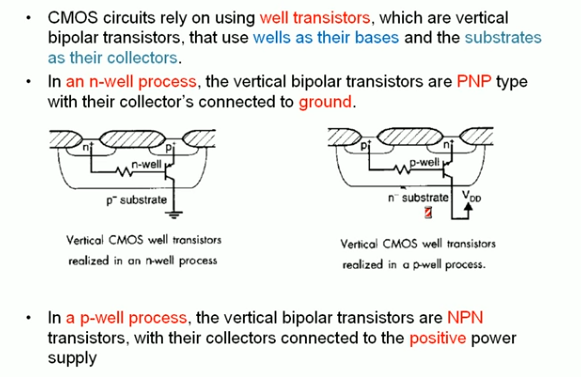 • CMOS circuits rely on using well transistors, which are vertical
bipolar transistors, that use wells as their bases and the substrates
as their collectors.
• In an n-well process, the vertical bipolar transistors are PNP type
with their collector's connected to ground.
n+ p+
n-well
p⁻ substrate
Vertical CMOS well transistors
realized in an n-well process
p+ n+
p-well
n⁻ substrate VDD
Vertical CMOS well transistors
realized in a p-well process.
• In a p-well process, the vertical bipolar transistors are NPN
transistors, with their collectors connected to the positive power
supply